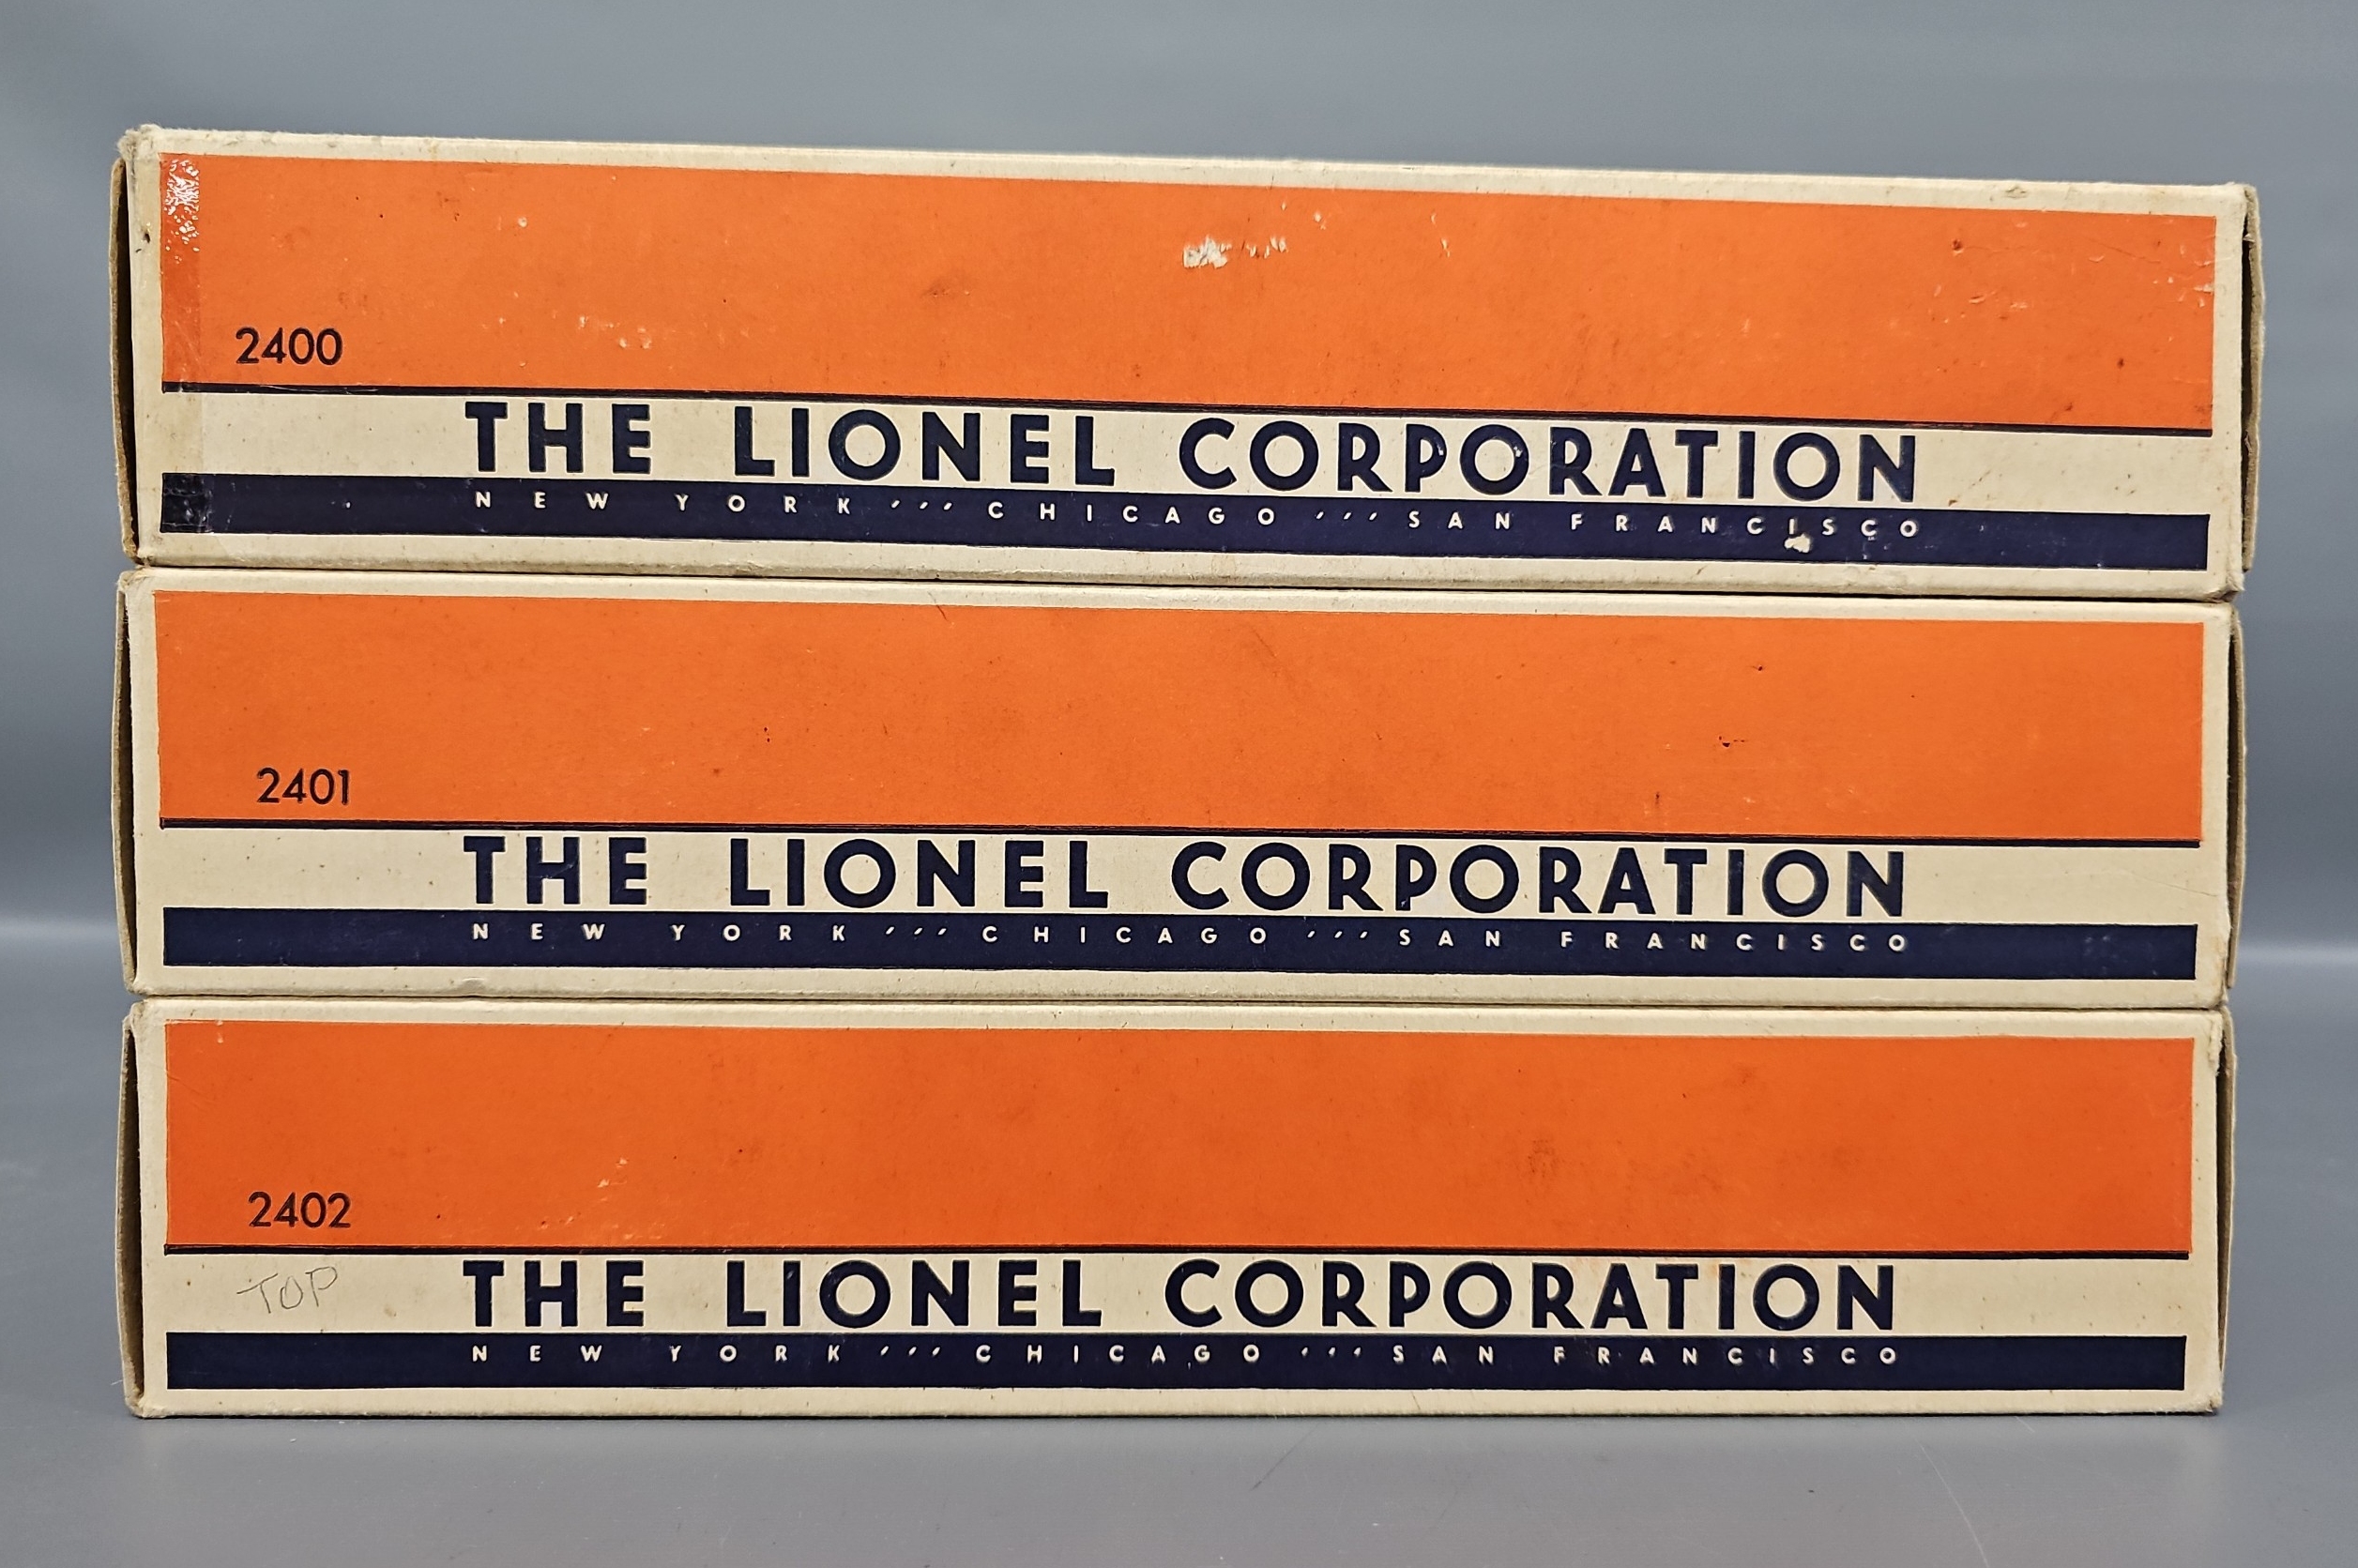 2400
THE LIONEL CORPORATION
NEW YORK ′′′ CHICAGO ′′′ SAN FRANCISCO
2401
THE LIONEL CORPORATION
NEW YORK ′′′ CHICAGO ′′′ SAN FRANCISCO
2402
TOP
THE LIONEL CORPORATION
NEW YORK ′′′ CHICAGO ′′′ SAN FRANCISCO